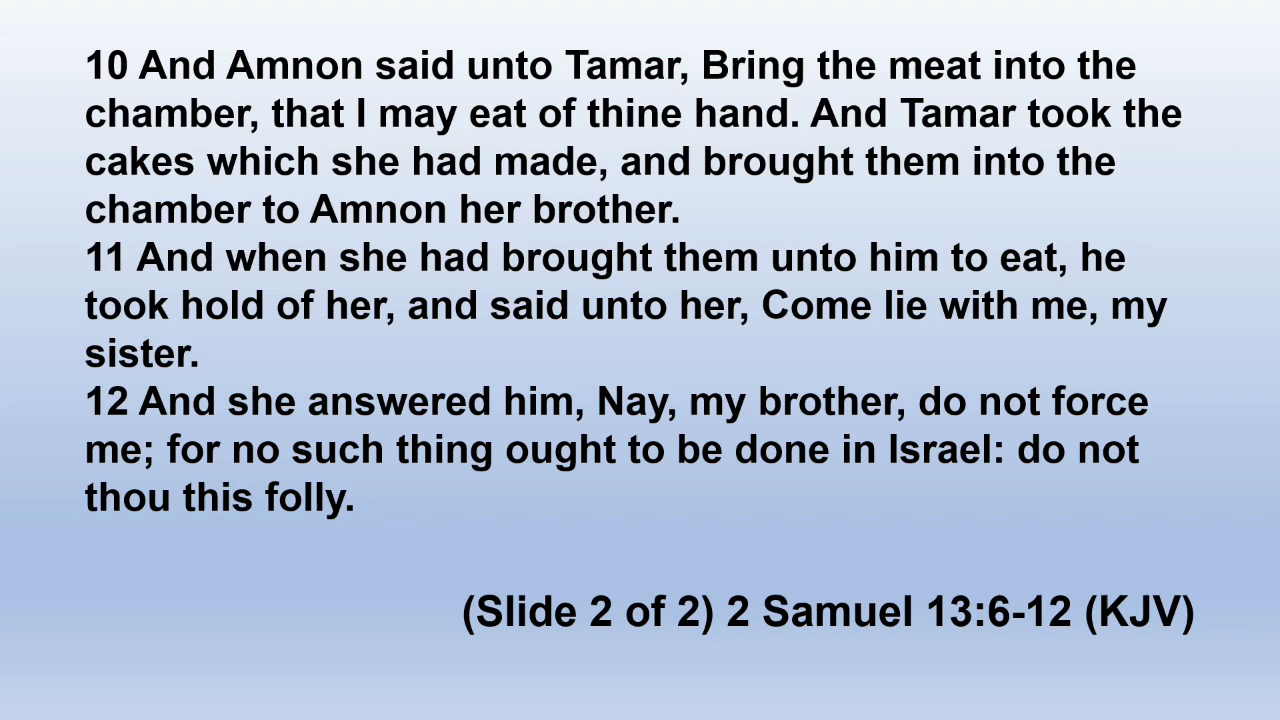 10 And Amnon said unto Tamar, Bring the meat into the
chamber, that I may eat of thine hand. And Tamar took the
cakes which she had made, and brought them into the
chamber to Amnon her brother.
11 And when she had brought them unto him to eat, he
took hold of her, and said unto her, Come lie with me, my
sister.
12 And she answered him, Nay, my brother, do not force
me; for no such thing ought to be done in Israel: do not
thou this folly.
(Slide 2 of 2) 2 Samuel 13:6-12 (KJV)